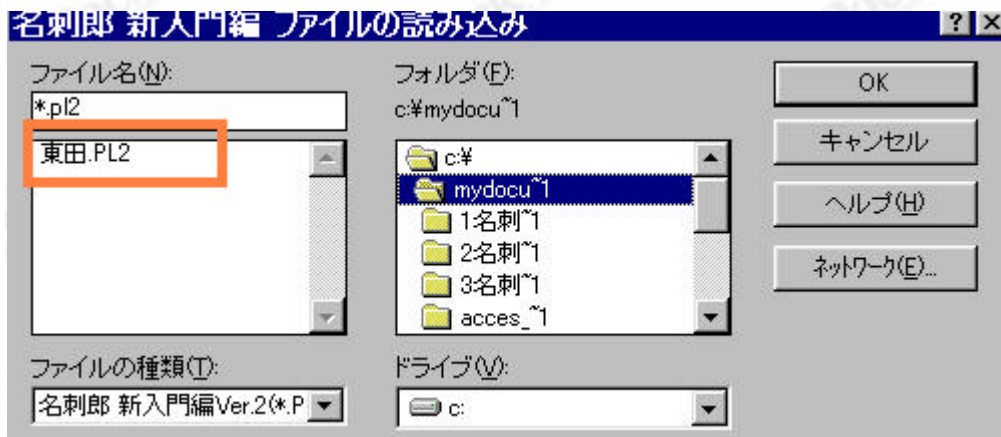 名刺郎 新入門編 ファイルの読み込み
ファイル名(N):
*.pl2
東田.PL2
ファイルの種類(T):
名刺郎 新入門編Ver.2(*.P
フォルダ(F):
c:¥mydocu~1
c:¥
mydocu~1
1名刺~1
2名刺~1
3名刺~1
acces_~1
ドライブ(V):
c:
OK
キャンセル
ヘルプ(H)
ネットワーク(E)...